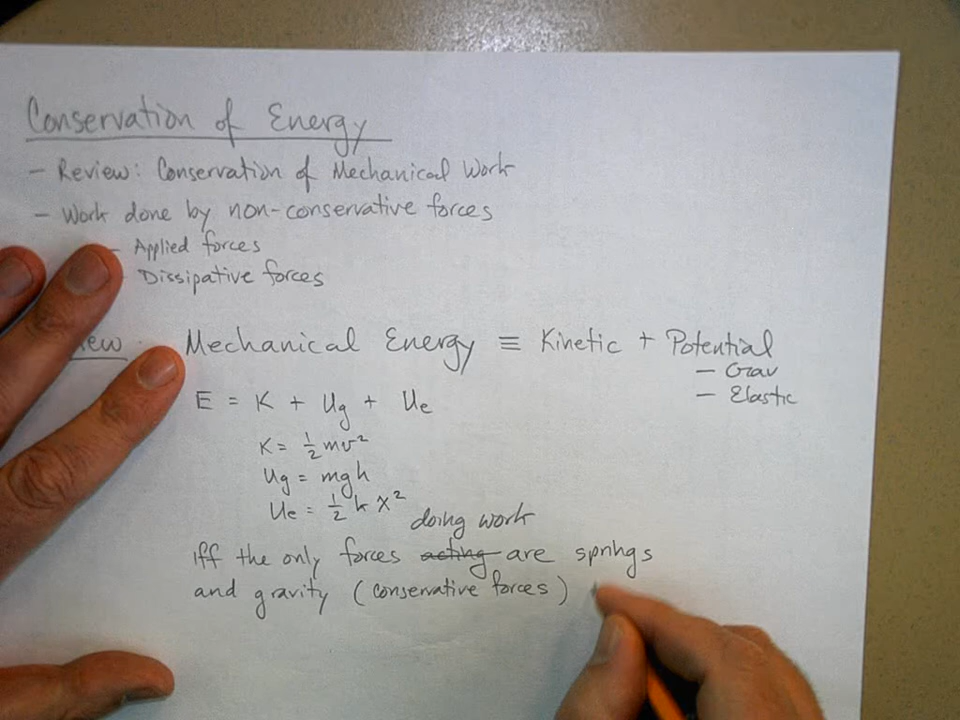 Conservation of Energy
- Review: Conservation of Mechanical Work
- Work done by non-conservative forces
- Applied forces
Dissipative forces
Mechanical Energy ≡ Kinetic + Potential
- Grav
- Elastic
E = K + Ug + Ue
K = ½mv²
Ug = mgh
Ue = ½kx²
doing work
iff the only forces acting are springs
and gravity (conservative forces)